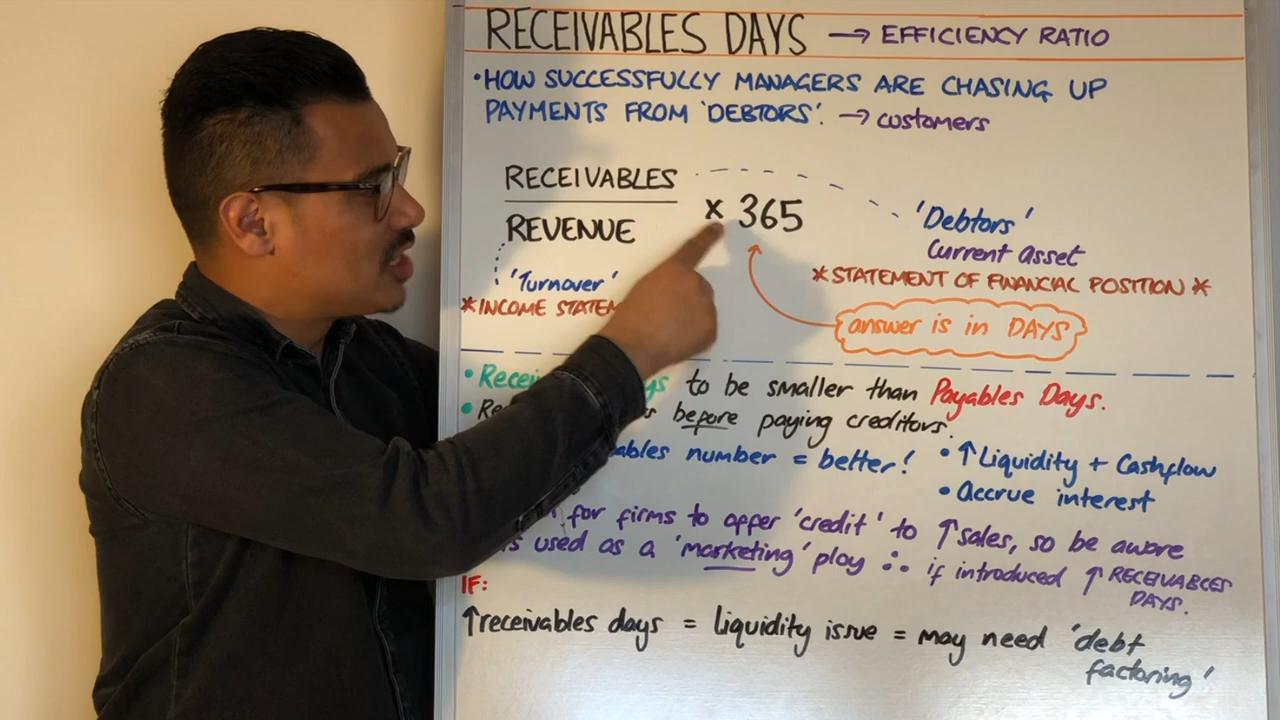 RECEIVABLES DAYS → EFFICIENCY RATIO
• HOW SUCCESSFULLY MANAGERS ARE CHASING UP
PAYMENTS FROM 'DEBTORS'. → customers
RECEIVABLES
REVENUE
x 365
'Debtors'
Current asset
*STATEMENT OF FINANCIAL POSITION*
'Turnover'
*INCOME STATEM
answer is in DAYS
• Recei ys to be smaller than Payables Days.
• Re s before paying creditors.
ables number = better!
• ↑Liquidity + Cashflow
• Accrue interest
for firms to offer 'credit' to ↑sales, so be aware
is used as a 'marketing' ploy ∴ if introduced ↑ RECEIVABLES
DAYS.
IF:
↑receivables days = liquidity issue = may need 'debt
factoring'